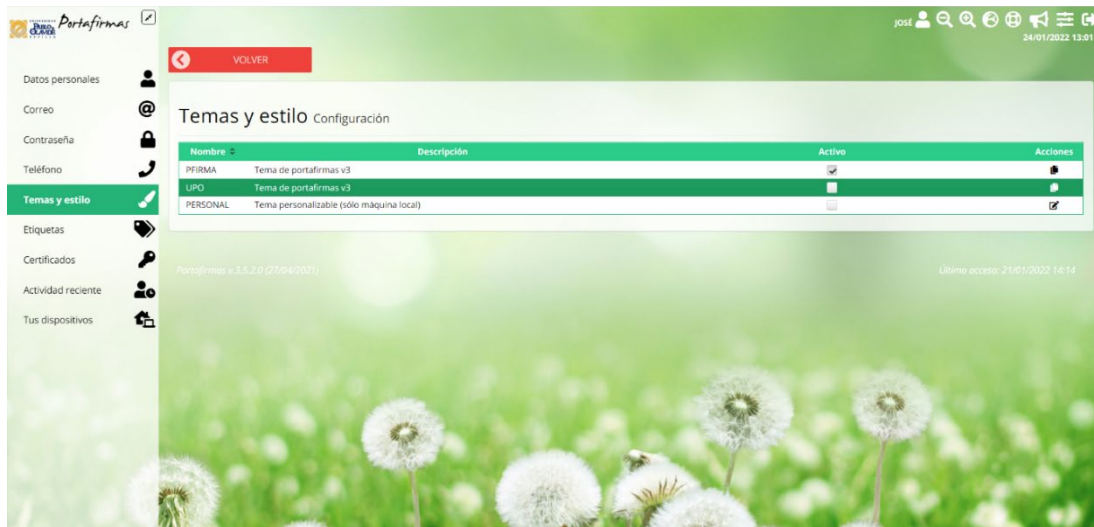 PABLO
OLAVIDE
SEVILLA
Portafirmas
JOSÉ
24/01/2022 13:01
VOLVER
Datos personales
Correo
Contraseña
Teléfono
Temas y estilo
Etiquetas
Certificados
Actividad reciente
Tus dispositivos
Temas y estilo Configuración
Nombre Descripción Activo Acciones
PFIRMA Tema de portafirmas v3
UPO Tema de portafirmas v3
PERSONAL Tema personalizable (sólo máquina local)
Portafirmas v.3.5.2.0 (27/04/2021)
Último acceso: 21/01/2022 14:14